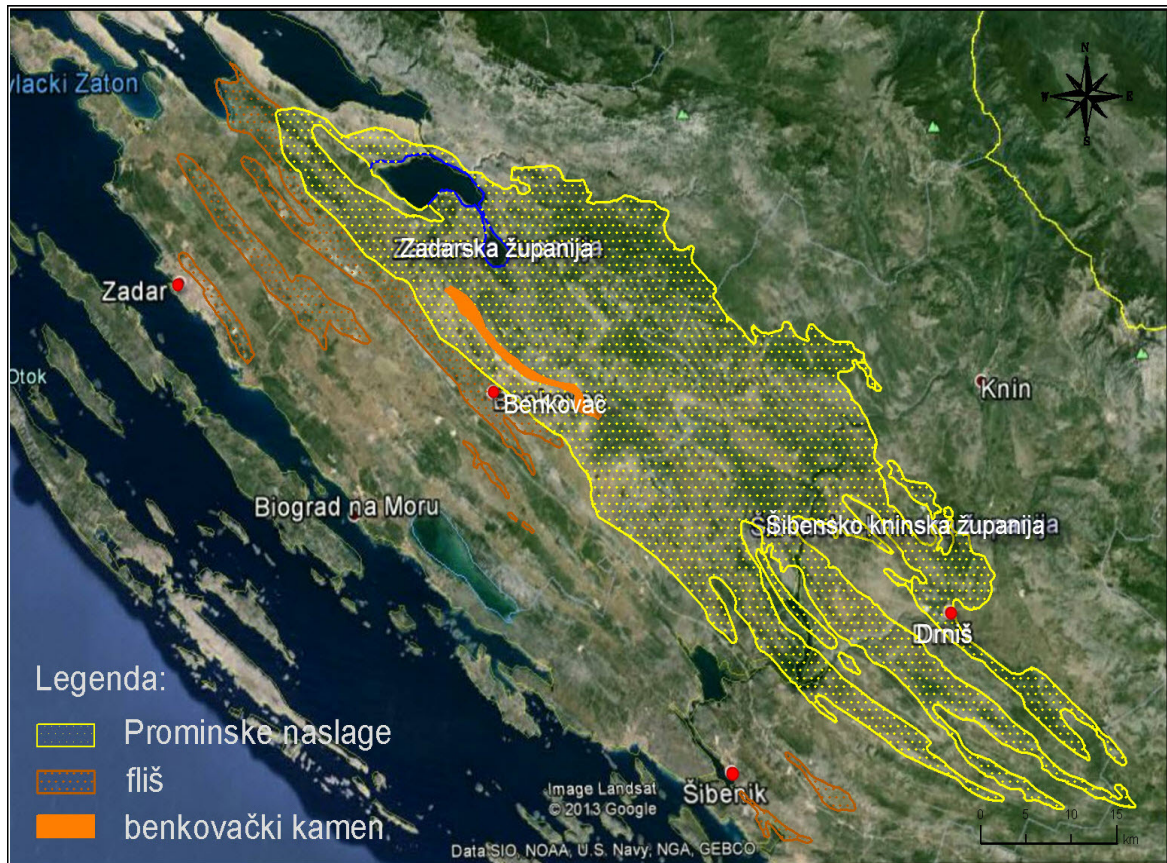 N
W E
S
vlacki Zaton
Zadarska županija
Zadar
Otok
Knin
Benkovac
Biograd na Moru
Šibensko kninska županija
Drniš
Legenda:
Prominske naslage
fliš
benkovački kamen
Šibenik
Image Landsat
© 2013 Google
Data SIO, NOAA, U.S. Navy, NGA, GEBCO
0 5 10 15
km